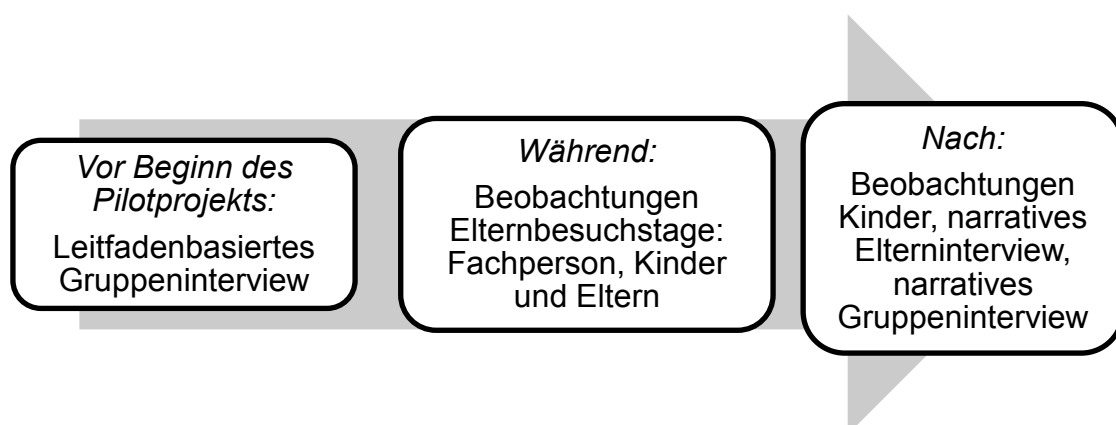 Vor Beginn des
Pilotprojekts:
Leitfadenbasiertes
Gruppeninterview
Während:
Beobachtungen
Elternbesuchstage:
Fachperson, Kinder
und Eltern
Nach:
Beobachtungen
Kinder, narratives
Elterninterview,
narratives
Gruppeninterview